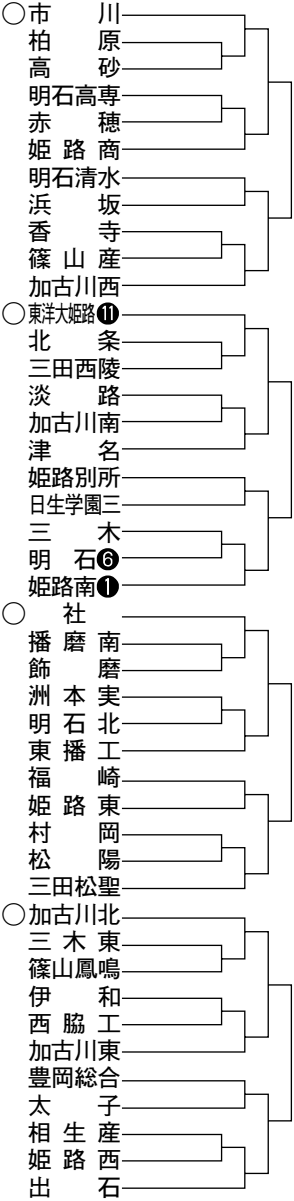 ○市川
柏原
高砂
明石高専
赤穂
姫路商
明石清水
浜坂
香寺
篠山産
加古川西
○東洋大姫路⓫
北条
三田西陵
淡路
加古川南
津名
姫路別所
日生学園三
三木
明石❻
姫路南❶
○社
播磨南
飾磨
洲本実
明石北
東播工
福崎
姫路東
村岡
松陽
三田松聖
○加古川北
三木東
篠山鳳鳴
伊和
西脇工
加古川東
豊岡総合
太子
相生産
姫路西
出石